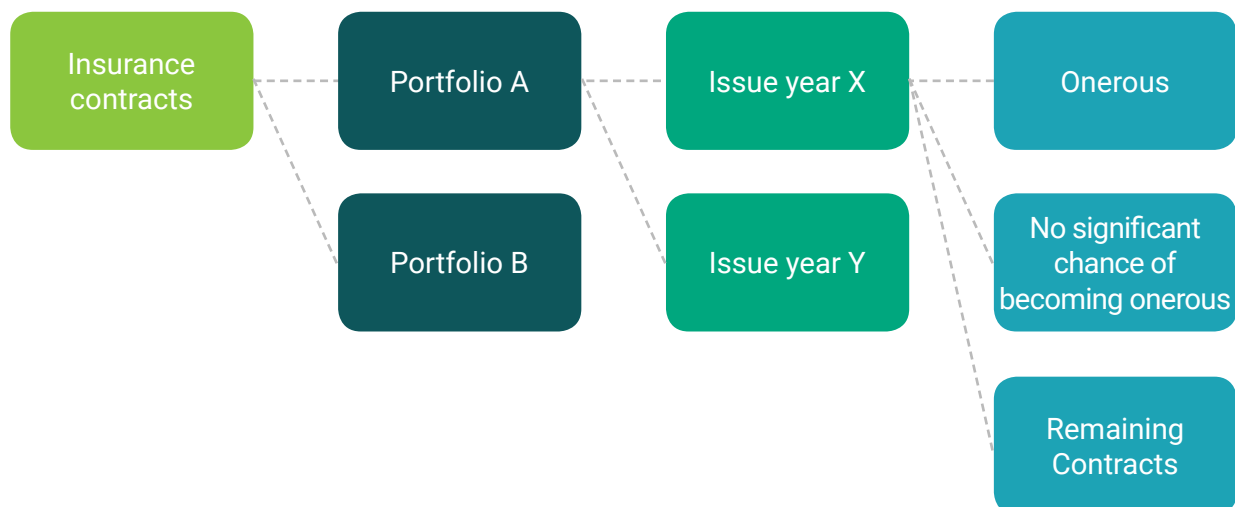 Insurance
contracts
Portfolio A
Issue year X
Onerous
Portfolio B
Issue year Y
No significant
chance of
becoming onerous
Remaining
Contracts